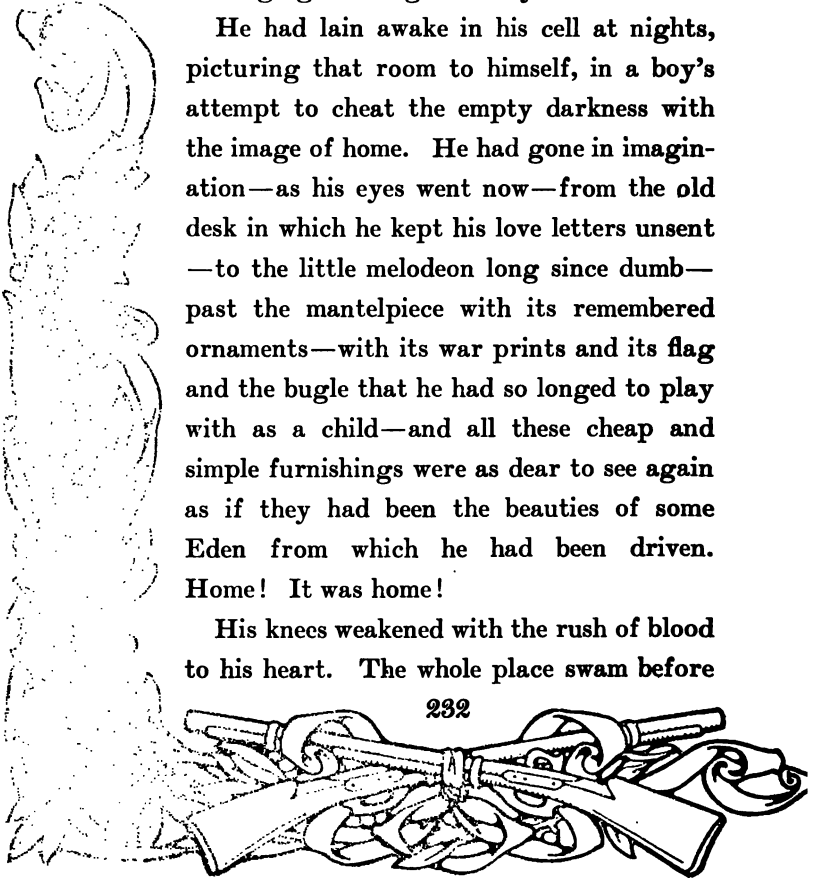 He had lain awake in his cell at nights,
picturing that room to himself, in a boy's
attempt to cheat the empty darkness with
the image of home. He had gone in imagin-
ation—as his eyes went now—from the old
desk in which he kept his love letters unsent
—to the little melodeon long since dumb—
past the mantelpiece with its remembered
ornaments—with its war prints and its flag
and the bugle that he had so longed to play
with as a child—and all these cheap and
simple furnishings were as dear to see again
as if they had been the beauties of some
Eden from which he had been driven.
Home! It was home!
His knees weakened with the rush of blood
to his heart. The whole place swam before
232